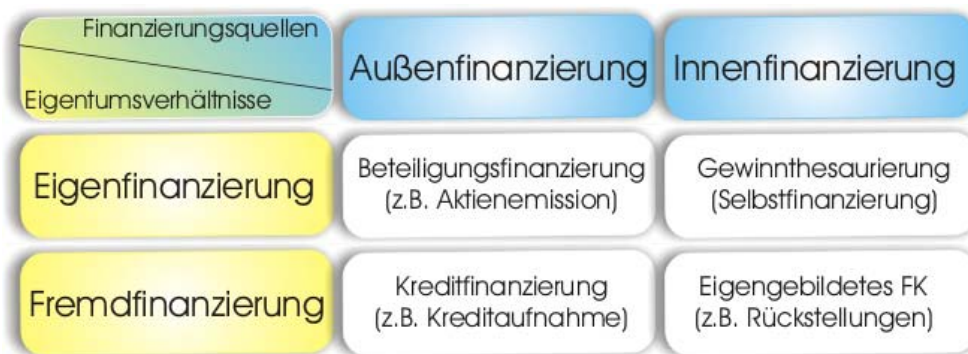 Finanzierungsquellen
Eigentumsverhältnisse
Außenfinanzierung
Innenfinanzierung
Eigenfinanzierung
Beteiligungsfinanzierung
(z.B. Aktienemission)
Gewinnthesaurierung
(Selbstfinanzierung)
Fremdfinanzierung
Kreditfinanzierung
(z.B. Kreditaufnahme)
Eigengebildetes FK
(z.B. Rückstellungen)